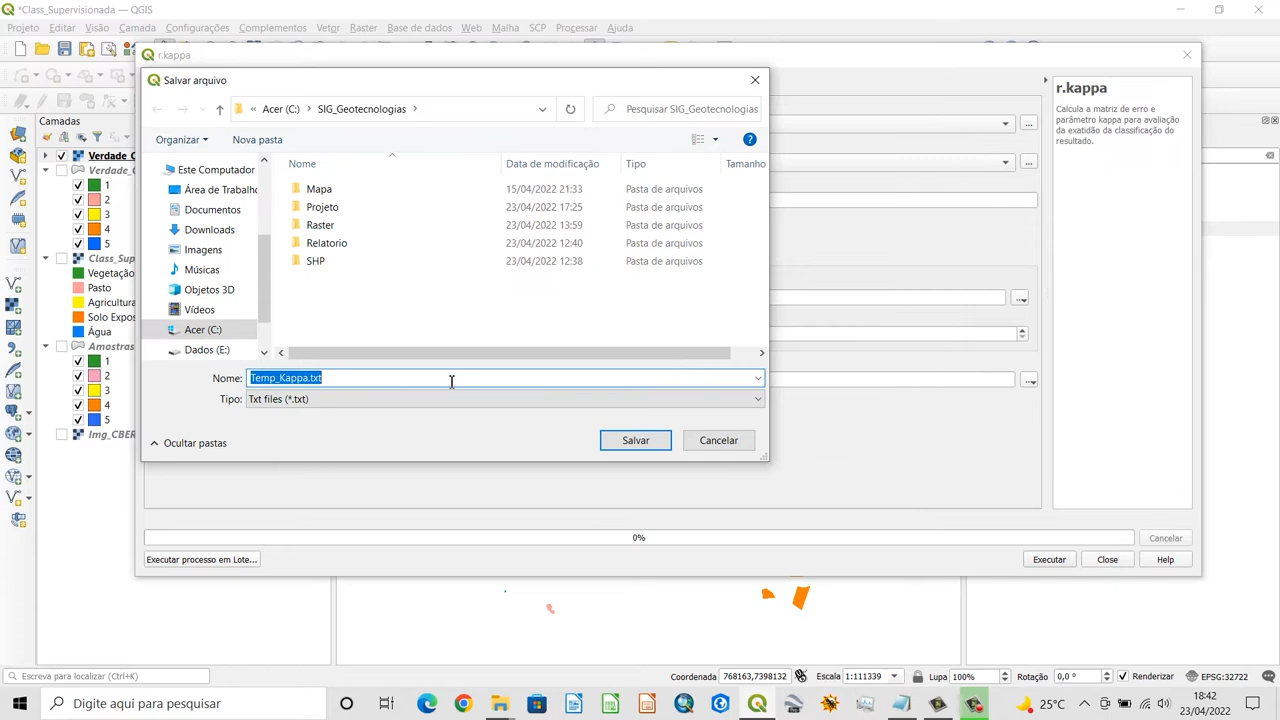 *Class_Supervisionada — QGIS
Projeto Editar Visão Camada Configurações Complementos Vetor Raster Base de dados Web Malha SCP Processar Ajuda
r.kappa
Salvar arquivo
« Acer (C:) > SIG_Geotecnologias >
Pesquisar SIG_Geotecnologias
Organizar
Nova pasta
Nome
Data de modificação
Tipo
Tamanho
Este Computador
Área de Trabalho
Documentos
Downloads
Imagens
Músicas
Objetos 3D
Vídeos
Acer (C:)
Dados (E:)
Mapa 15/04/2022 21:33 Pasta de arquivos
Projeto 23/04/2022 17:25 Pasta de arquivos
Raster 23/04/2022 13:59 Pasta de arquivos
Relatorio 23/04/2022 12:40 Pasta de arquivos
SHP 23/04/2022 12:38 Pasta de arquivos
Nome: Temp_Kappa.txt
Tipo: Txt files (*.txt)
Ocultar pastas
Salvar
Cancelar
r.kappa
Calcula a matriz de erro e
parâmetro kappa para avaliação
da exatidão da classificação do
resultado.
0%
Cancelar
Executar processo em Lote...
Executar
Close
Help
Camadas
Verdade_C
Verdade_C
1
2
3
4
5
Class_Sup
Vegetação
Pasto
Agricultura
Solo Expos
Água
Amostras
1
2
3
4
5
Img_CBER
Escreva para localizar (Ctrl+K)
Coordenada 768163,7398132
Escala 1:111339
Lupa 100%
Rotação 0,0 °
Renderizar
EPSG:32722
Digite aqui para pesquisar
25°C
18:42
23/04/2022